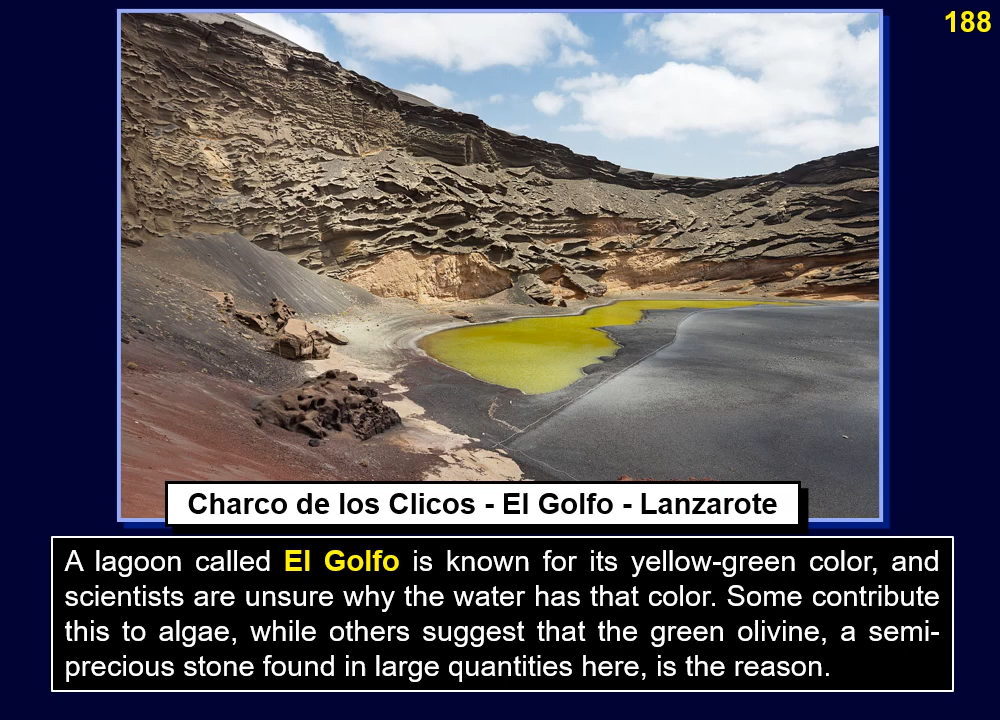 188
Charco de los Clicos - El Golfo - Lanzarote
A lagoon called El Golfo is known for its yellow-green color, and
scientists are unsure why the water has that color. Some contribute
this to algae, while others suggest that the green olivine, a semi-
precious stone found in large quantities here, is the reason.